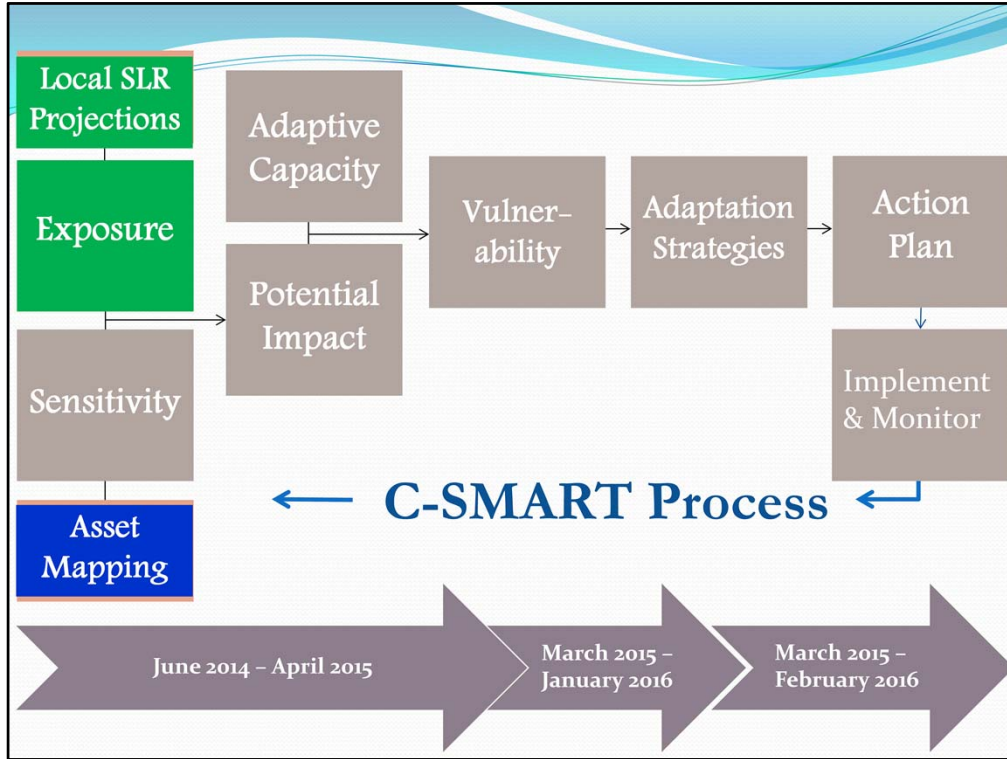 Local SLR
Projections
Exposure
Sensitivity
Asset
Mapping
Adaptive
Capacity
Potential
Impact
Vulner-
ability
Adaptation
Strategies
Action
Plan
Implement
& Monitor
C-SMART Process
June 2014 – April 2015
March 2015 –
January 2016
March 2015 –
February 2016